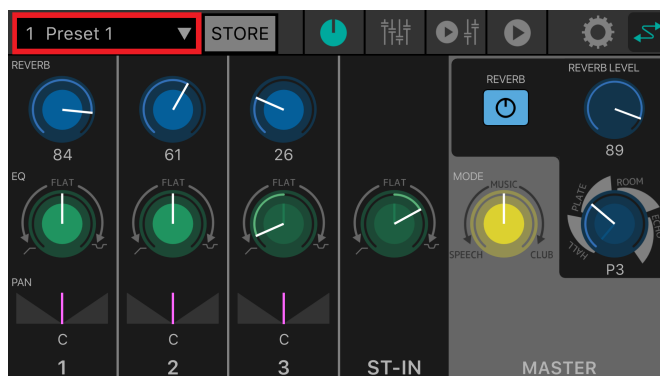 1 Preset 1
STORE
REVERB
84
61
26
REVERB
REVERB LEVEL
89
EQ
FLAT
FLAT
FLAT
FLAT
MODE
MUSIC
SPEECH
CLUB
HALL
PLATE
ROOM
ECHO
P3
PAN
C
C
C
1
2
3
ST-IN
MASTER